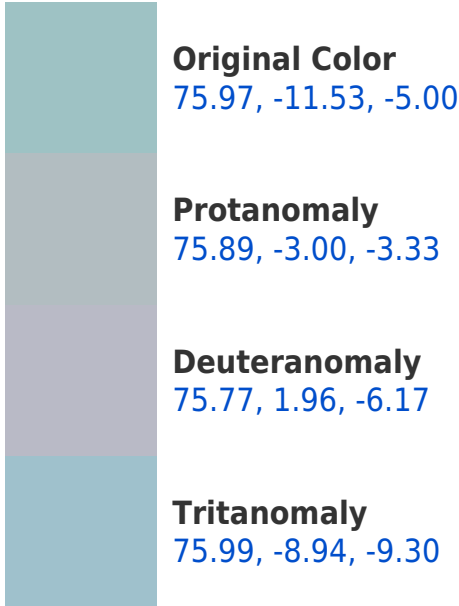 Original Color
75.97, -11.53, -5.00
Protanomaly
75.89, -3.00, -3.33
Deuteranomaly
75.77, 1.96, -6.17
Tritanomaly
75.99, -8.94, -9.30